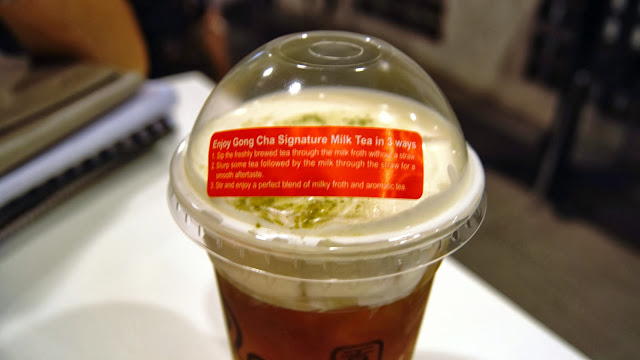 Enjoy Gong Cha Signature Milk Tea in 3 ways
1. Sip the freshly brewed tea through the milk froth without a straw
2. Slurp some tea followed by the milk through the straw for a
smooth aftertaste.
3. Stir and enjoy a perfect blend of milky froth and aromatic tea.